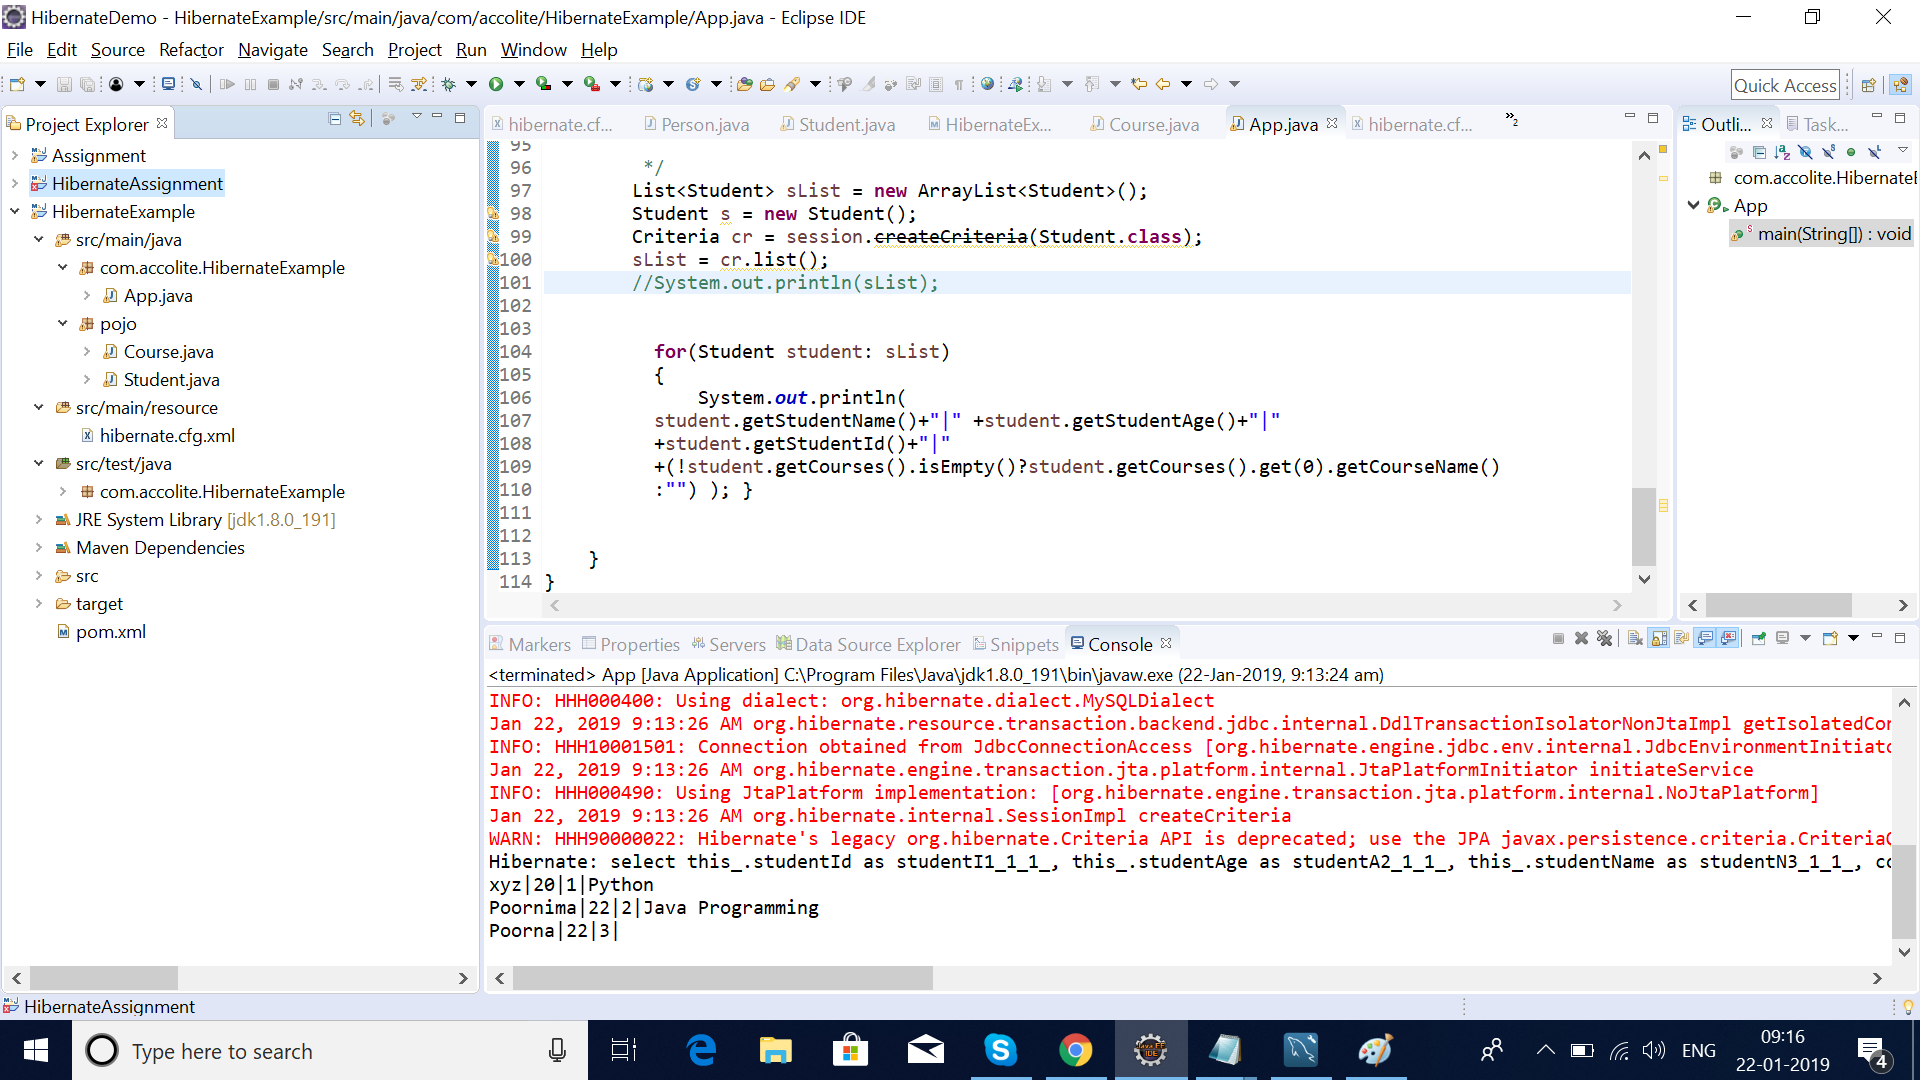 HibernateDemo - HibernateExample/src/main/java/com/accolite/HibernateExample/App.java - Eclipse IDE
File Edit Source Refactor Navigate Search Project Run Window Help
Quick Access
Project Explorer
Assignment
HibernateAssignment
HibernateExample
src/main/java
com.accolite.HibernateExample
App.java
pojo
Course.java
Student.java
src/main/resource
hibernate.cfg.xml
src/test/java
com.accolite.HibernateExample
JRE System Library [jdk1.8.0_191]
Maven Dependencies
src
target
pom.xml
hibernate.cf... Person.java Student.java HibernateEx... Course.java App.java hibernate.cf... »2
95
96 */
97 List<Student> sList = new ArrayList<Student>();
98 Student s = new Student();
99 Criteria cr = session.createCriteria(Student.class);
100 sList = cr.list();
101 //System.out.println(sList);
102
103
104 for(Student student: sList)
105 {
106 System.out.println(
107 student.getStudentName()+"|" +student.getStudentAge()+"|"
108 +student.getStudentId()+"|"
109 +(!student.getCourses().isEmpty()?student.getCourses().get(0).getCourseName()
110 :"") ); }
111
112
113 }
114 }
Outli... Task...
com.accolite.HibernateE
App
main(String[]) : void
Markers Properties Servers Data Source Explorer Snippets Console
<terminated> App [Java Application] C:\Program Files\Java\jdk1.8.0_191\bin\javaw.exe (22-Jan-2019, 9:13:24 am)
INFO: HHH000400: Using dialect: org.hibernate.dialect.MySQLDialect
Jan 22, 2019 9:13:26 AM org.hibernate.resource.transaction.backend.jdbc.internal.DdlTransactionIsolatorNonJtaImpl getIsolatedCon
INFO: HHH10001501: Connection obtained from JdbcConnectionAccess [org.hibernate.engine.jdbc.env.internal.JdbcEnvironmentInitiato
Jan 22, 2019 9:13:26 AM org.hibernate.engine.transaction.jta.platform.internal.JtaPlatformInitiator initiateService
INFO: HHH000490: Using JtaPlatform implementation: [org.hibernate.engine.transaction.jta.platform.internal.NoJtaPlatform]
Jan 22, 2019 9:13:26 AM org.hibernate.internal.SessionImpl createCriteria
WARN: HHH90000022: Hibernate's legacy org.hibernate.Criteria API is deprecated; use the JPA javax.persistence.criteria.CriteriaQ
Hibernate: select this_.studentId as studentI1_1_1_, this_.studentAge as studentA2_1_1_, this_.studentName as studentN3_1_1_, co
xyz|20|1|Python
Poornima|22|2|Java Programming
Poorna|22|3|
HibernateAssignment
Type here to search
ENG
09:16
22-01-2019
4